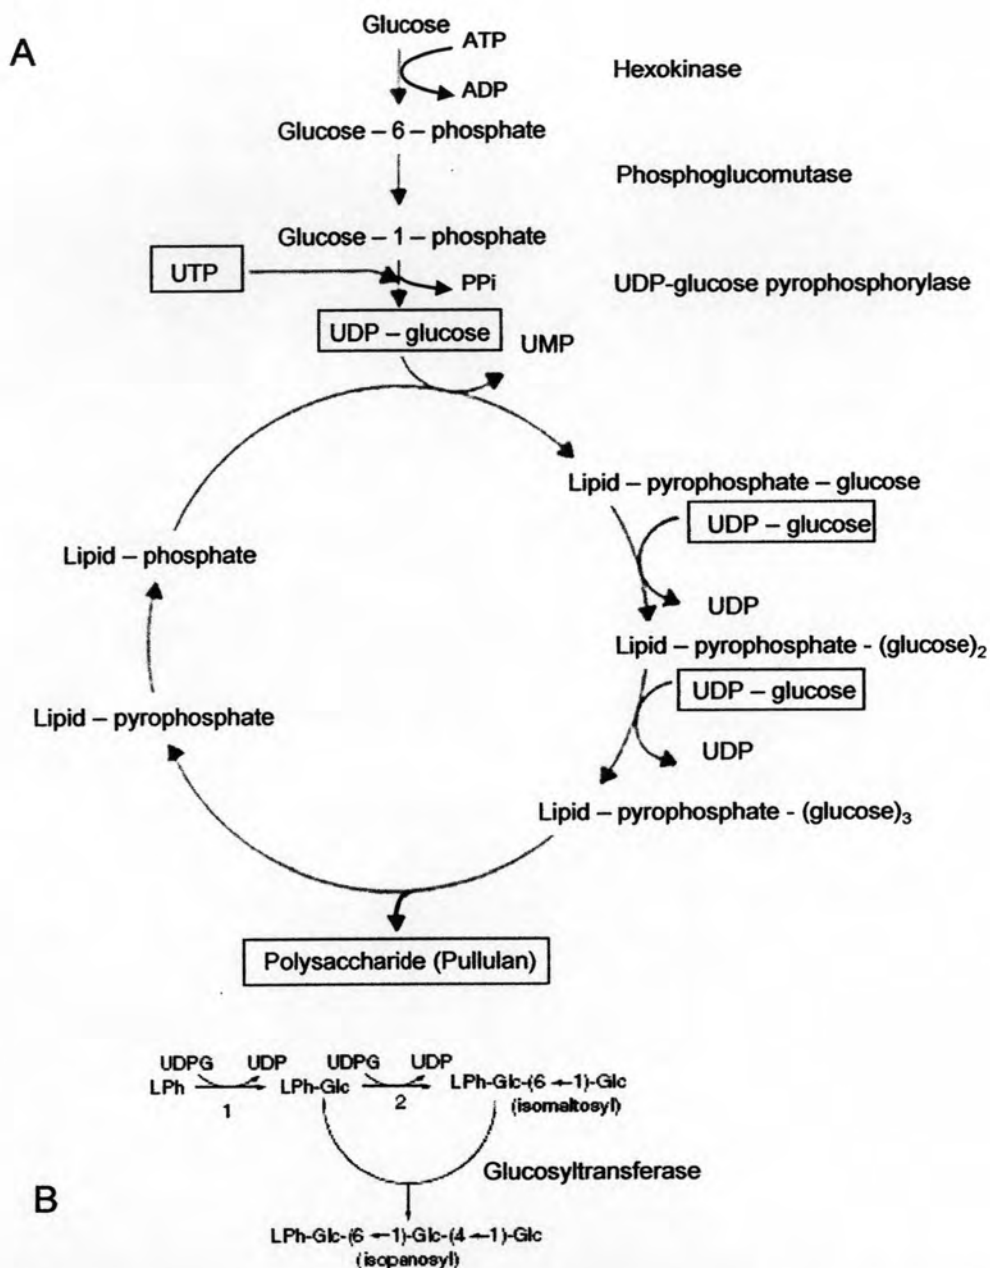 A
Glucose
ATP
ADP
Hexokinase
Glucose – 6 – phosphate
Phosphoglucomutase
Glucose – 1 – phosphate
UTP
PPi
UDP-glucose pyrophosphorylase
UDP – glucose
UMP
Lipid – pyrophosphate – glucose
UDP – glucose
Lipid – phosphate
UDP
Lipid – pyrophosphate - (glucose)₂
UDP – glucose
Lipid – pyrophosphate
UDP
Lipid – pyrophosphate - (glucose)₃
Polysaccharide (Pullulan)
UDPG UDP UDPG UDP
LPh LPh-Glc LPh-Glc-(6 ←1)-Glc
1 2 (isomaltosyl)
Glucosyltransferase
B
LPh-Glc-(6 ←1)-Glc-(4 ←1)-Glc
(isopanosyl)